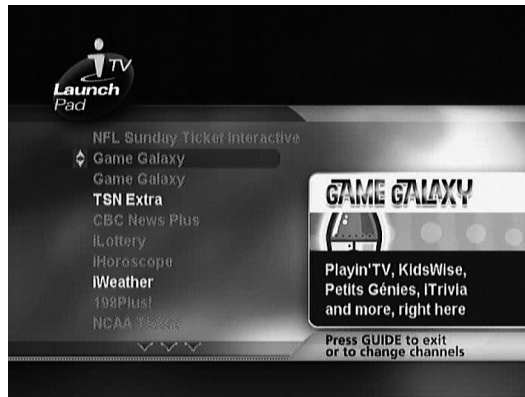 iTV
Launch
Pad
NFL Sunday Ticket Interactive
Game Galaxy
Game Galaxy
TSN Extra
CBC News Plus
iLottery
iHoroscope
iWeather
198Plus!
NCAA
GAME GALAXY
Playin'TV, KidsWise,
Petits Génies, iTrivia
and more, right here
Press GUIDE to exit
or to change channels